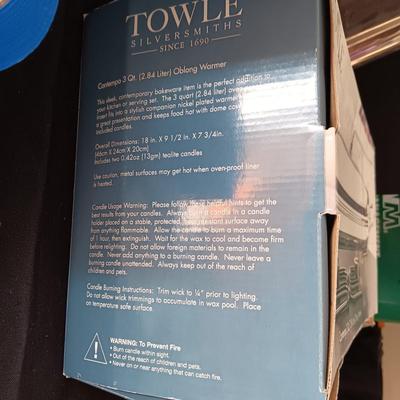 TOWLE
SILVERSMITHS
SINCE 1690
Contempo 3 Qt. (2.84 Liter) Oblong Warmer
This sleek, contemporary bakeware item is the perfect addition to
your kitchen or serving set. The 3 quart (2.84 liter) oven
insert fits into a stylish companion nickel plated warmer
a great presentation and keeps food hot with dome cover
included candles.
Overall Dimensions: 18 in. X 9 1/2 in. X 7 3/4in.
(46cm X 24cm X 20cm)
Includes two 0.42oz (13gm) tealite candles
Use caution, metal surfaces may get hot when oven-proof liner
is heated.
Candle Usage Warning: Please follow these helpful hints to get the
best results from your candles. Always burn a candle in a candle
holder placed on a stable, protected, heat-resistant surface away
from anything flammable. Allow the candle to burn a maximum time
of 1 hour, then extinguish. Wait for the wax to cool and become firm
before relighting. Do not allow foreign materials to remain in the
candle. Never add anything to a burning candle. Never leave a
burning candle unattended. Always keep out of the reach of
children and pets.
Candle Burning Instructions: Trim wick to ¼" prior to lighting.
Do not allow wick trimmings to accumulate in wax pool. Place
on temperature safe surface.
WARNING: To Prevent Fire
• Burn candle within sight.
• Out of the reach of children and pets.
• Never on or near anything that can catch fire.